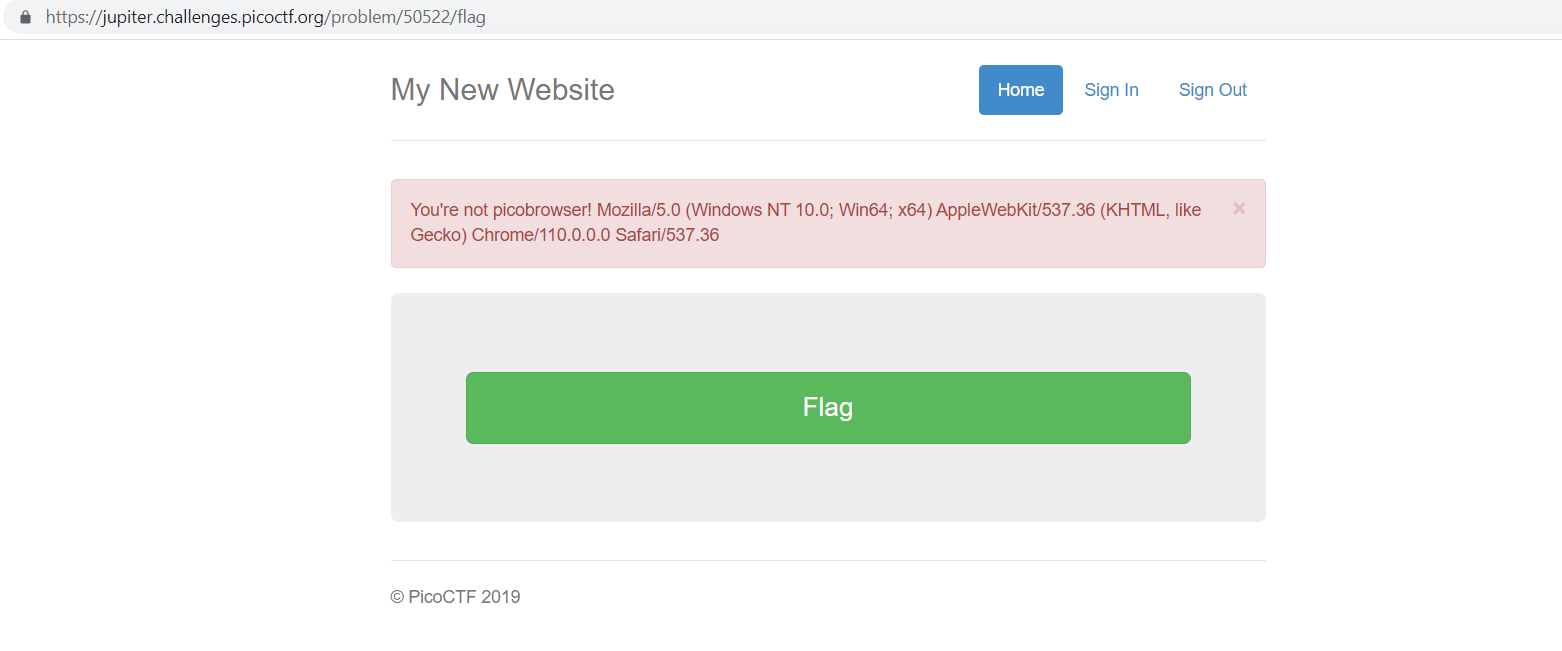 https://jupiter.challenges.picoctf.org/problem/50522/flag
My New Website
Home Sign In Sign Out
You're not picobrowser! Mozilla/5.0 (Windows NT 10.0; Win64; x64) AppleWebKit/537.36 (KHTML, like
Gecko) Chrome/110.0.0.0 Safari/537.36
×
Flag
© PicoCTF 2019